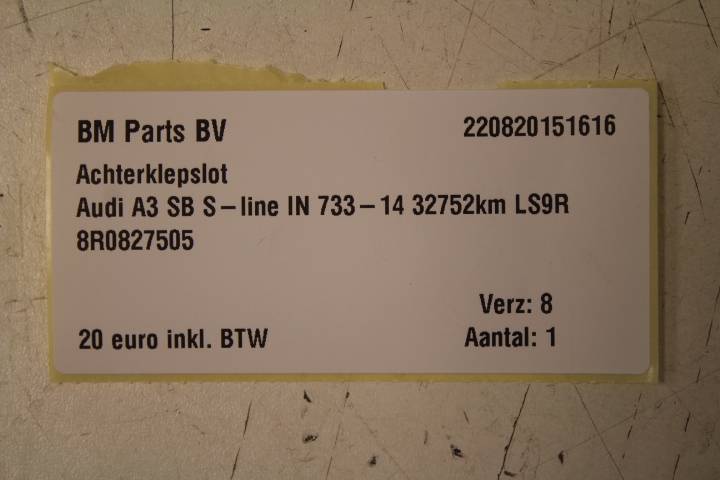 BM Parts BV 220820151616
Achterklepslot
Audi A3 SB S-line IN 733-14 32752km LS9R
8R0827505
Verz: 8
20 euro inkl. BTW Aantal: 1